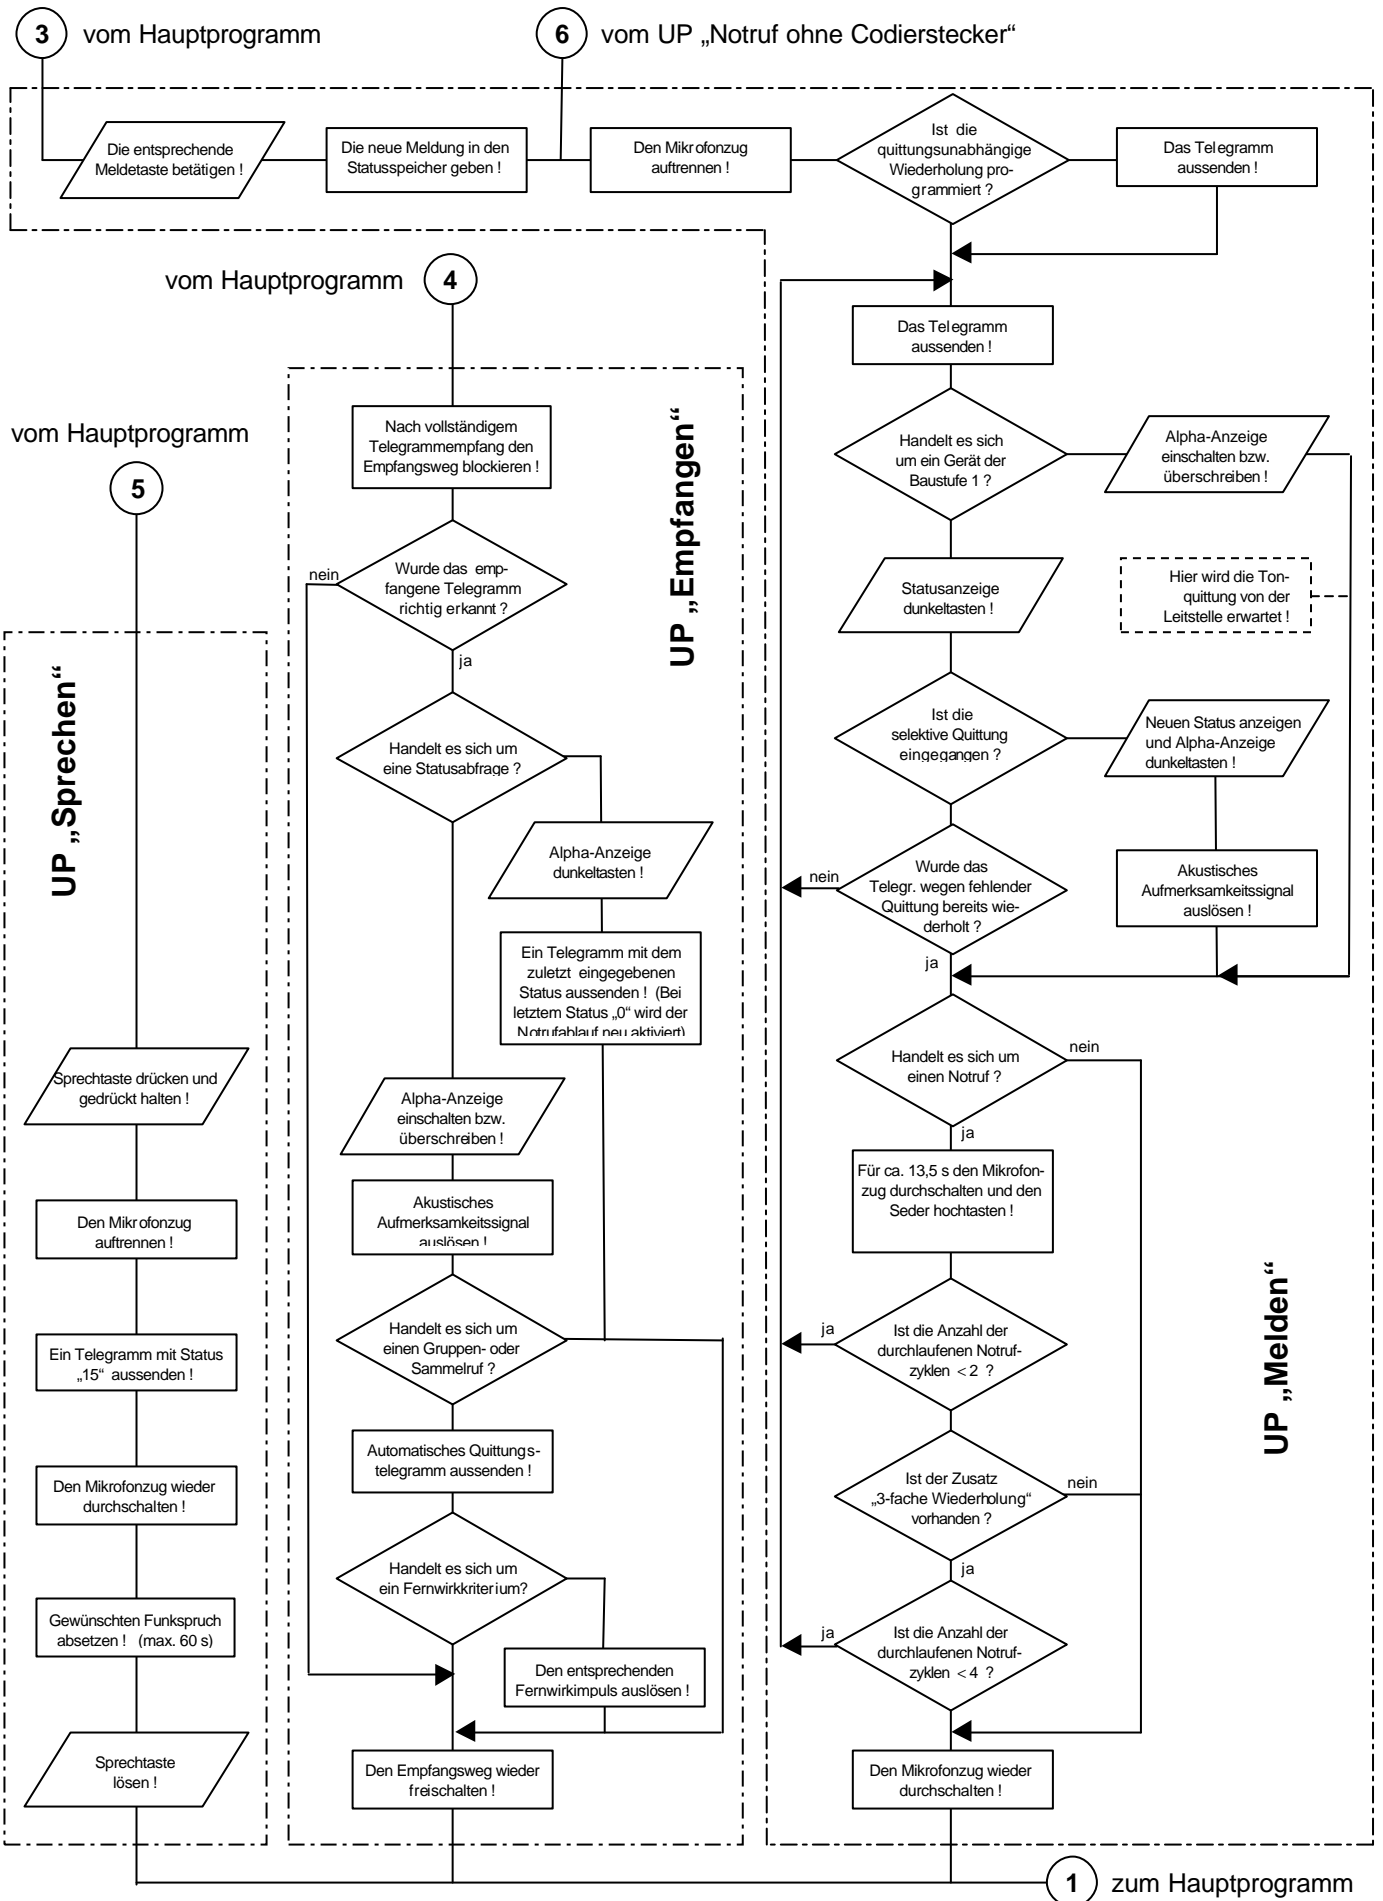 3 vom Hauptprogramm
6 vom UP „Notruf ohne Codierstecker“
Die entsprechende
Meldetaste betätigen !
Die neue Meldung in den
Statusspeicher geben !
Den Mikrofonzug
auftrennen !
Ist die
quittungsunabhängige
Wiederholung pro-
grammiert ?
Das Telegramm
aussenden !
Das Telegramm
aussenden !
Handelt es sich
um ein Gerät der
Baustufe 1 ?
Alpha-Anzeige
einschalten bzw.
überschreiben !
Statusanzeige
dunkeltasten !
Hier wird die Ton-
quittung von der
Leitstelle erwartet !
Ist die
selektive Quittung
eingegangen ?
Neuen Status anzeigen
und Alpha-Anzeige
dunkeltasten !
Wurde das
Telegr. wegen fehlender
Quittung bereits wie-
derholt ?
nein
ja
Akustisches
Aufmerksamkeitssignal
auslösen !
Handelt es sich um
einen Notruf ?
nein
ja
Für ca. 13,5 s den Mikrofon-
zug durchschalten und den
Seder hochtasten !
Ist die Anzahl der
durchlaufenen Notruf-
zyklen < 2 ?
ja
Ist der Zusatz
„3-fache Wiederholung“
vorhanden ?
nein
ja
Ist die Anzahl der
durchlaufenen Notruf-
zyklen < 4 ?
ja
Den Mikrofonzug wieder
durchschalten !
UP „Melden“
vom Hauptprogramm 4
Nach vollständigem
Telegrammempfang den
Empfangsweg blockieren !
Wurde das emp-
fangene Telegramm
richtig erkannt ?
nein
ja
Handelt es sich um
eine Statusabfrage ?
Alpha-Anzeige
dunkeltasten !
Ein Telegramm mit dem
zuletzt eingegebenen
Status aussenden ! (Bei
letztem Status „0“ wird der
Notrufablauf neu aktiviert)
Alpha-Anzeige
einschalten bzw.
überschreiben !
Akustisches
Aufmerksamkeitssignal
auslösen !
Handelt es sich um
einen Gruppen- oder
Sammelruf ?
Automatisches Quittungs-
telegramm aussenden !
Handelt es sich um
ein Fernwirkkriterium?
Den entsprechenden
Fernwirkimpuls auslösen !
Den Empfangsweg wieder
freischalten !
UP „Empfangen“
vom Hauptprogramm
5
UP „Sprechen“
Sprechtaste drücken und
gedrückt halten !
Den Mikrofonzug
auftrennen !
Ein Telegramm mit Status
„15“ aussenden !
Den Mikrofonzug wieder
durchschalten !
Gewünschten Funkspruch
absetzen ! (max. 60 s)
Sprechtaste
lösen !
1 zum Hauptprogramm